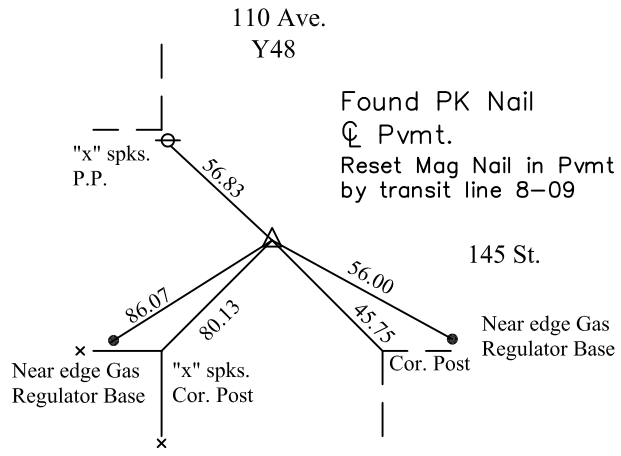 110 Ave.
Y48
Found PK Nail
℄ Pvmt.
Reset Mag Nail in Pvmt
by transit line 8-09
"x" spks.
P.P.
56.83
145 St.
86.07
80.13
56.00
45.75
Near edge Gas
Regulator Base
Near edge Gas
Regulator Base
"x" spks.
Cor. Post
Cor. Post